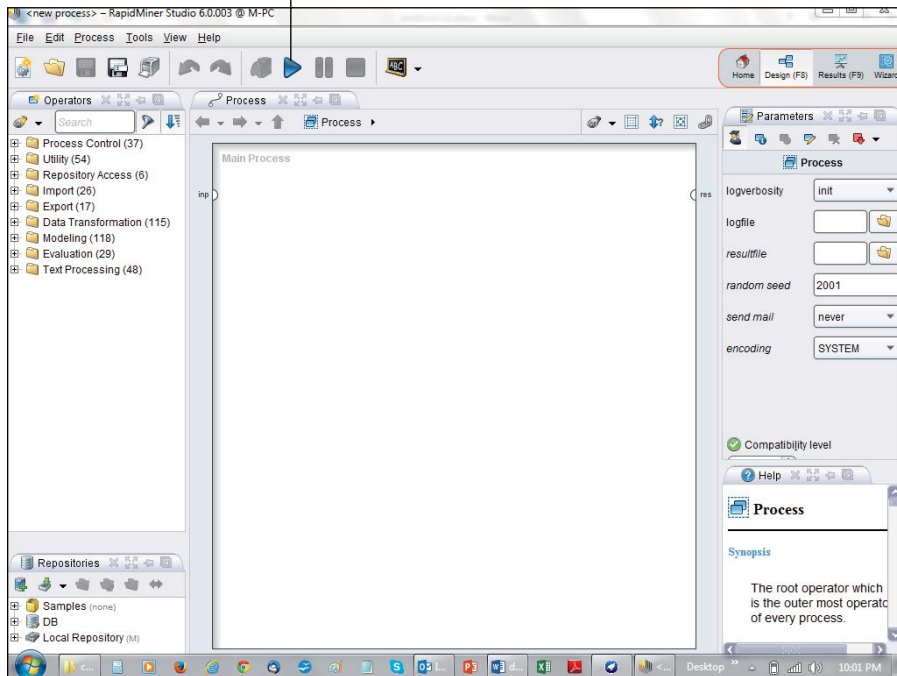 <new process> – RapidMiner Studio 6.0.003 @ M-PC
File Edit Process Tools View Help
ABC
Home Design (F8) Results (F9) Wizard
Operators
Search
Process Control (37)
Utility (54)
Repository Access (6)
Import (26)
Export (17)
Data Transformation (115)
Modeling (118)
Evaluation (29)
Text Processing (48)
Repositories
Samples (none)
DB
Local Repository (M)
Process
Process
Main Process
inp
res
Parameters
Process
logverbosity init
logfile
resultfile
random seed 2001
send mail never
encoding SYSTEM
Compatibility level
Help
Process
Synopsis
The root operator which
is the outer most operato
of every process.
c... S O i... P W d... X <... Desktop 10:01 PM